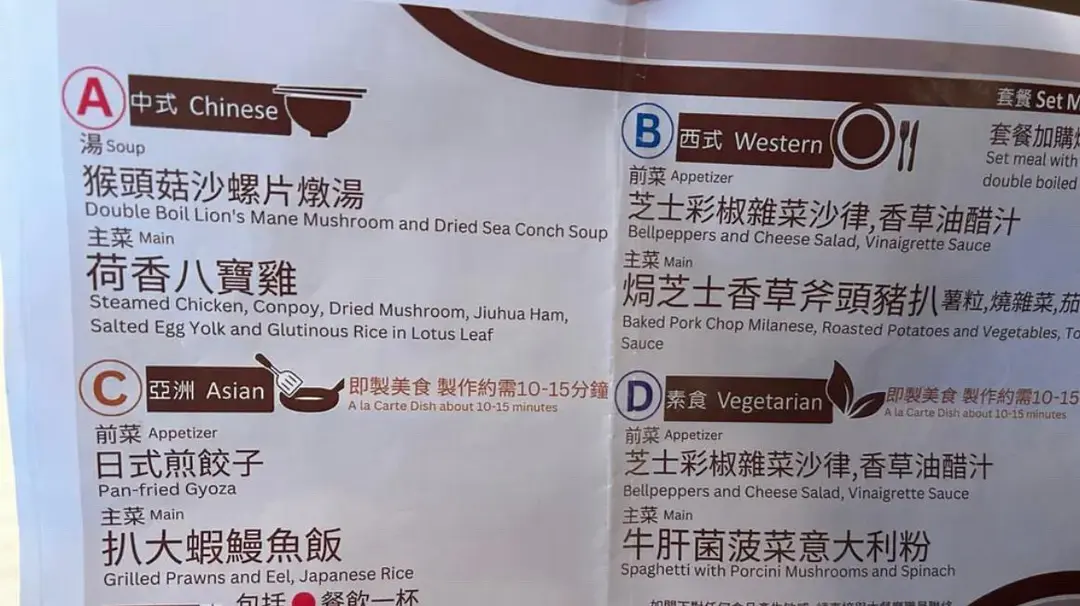 套餐 Set
A 中式 Chinese
湯 Soup
猴頭菇沙螺片燉湯
Double Boil Lion's Mane Mushroom and Dried Sea Conch Soup
主菜 Main
荷香八寶雞
Steamed Chicken, Conpoy, Dried Mushroom, Jiuhua Ham,
Salted Egg Yolk and Glutinous Rice in Lotus Leaf
B 西式 Western
套餐加購
Set meal with
double boiled
前菜 Appetizer
芝士彩椒雜菜沙律,香草油醋汁
Bellpeppers and Cheese Salad, Vinaigrette Sauce
主菜 Main
焗芝士香草斧頭豬扒 薯粒,燒雜菜,茄
Baked Pork Chop Milanese, Roasted Potatoes and Vegetables,
Sauce
C 亞洲 Asian
即製美食 製作約需10-15分鐘
A la Carte Dish about 10-15 minutes
前菜 Appetizer
日式煎餃子
Pan-fried Gyoza
主菜 Main
扒大蝦鰻魚飯
Grilled Prawns and Eel, Japanese Rice
包括 餐飲一杯
D 素食 Vegetarian
即製美食 製作約需10-15
A la Carte Dish about 10-15 minutes
前菜 Appetizer
芝士彩椒雜菜沙律,香草油醋汁
Bellpeppers and Cheese Salad, Vinaigrette Sauce
主菜 Main
牛肝菌菠菜意大利粉
Spaghetti with Porcini Mushrooms and Spinach